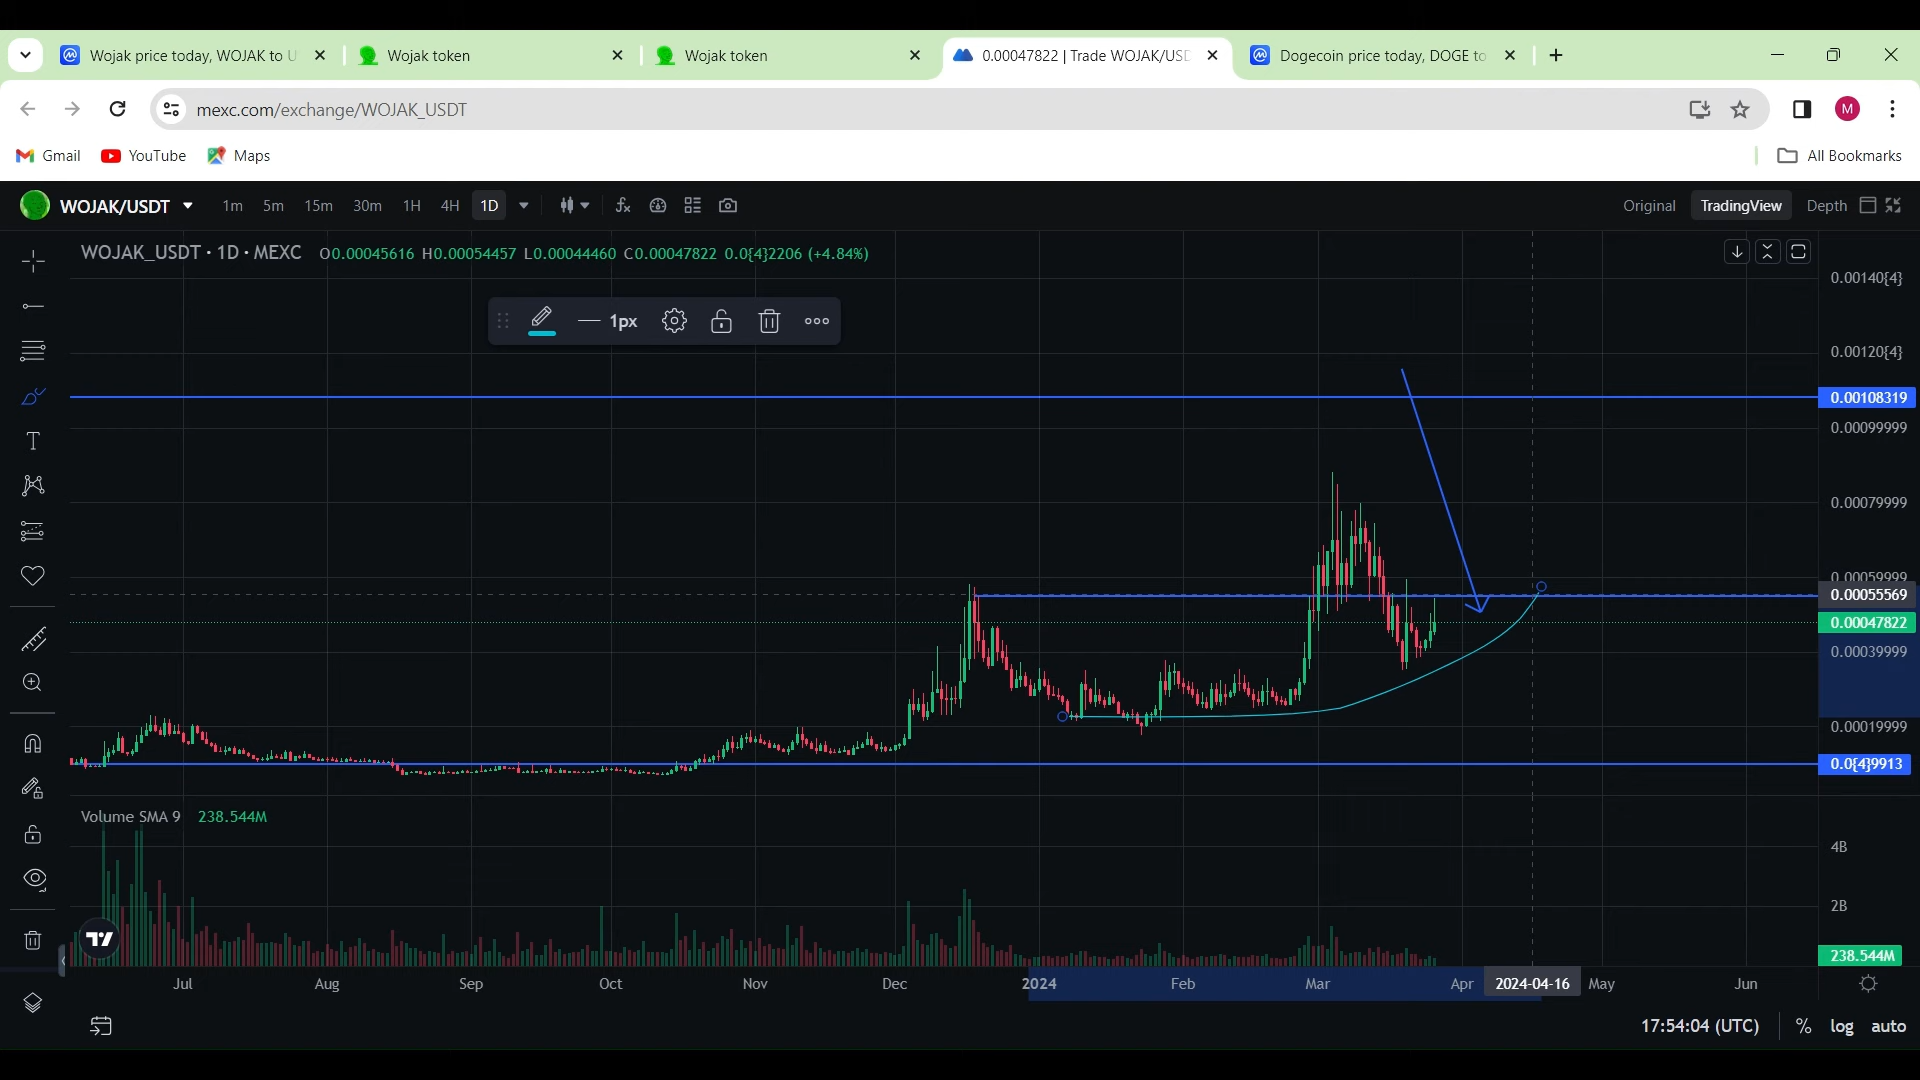 Wojak price today, WOJAK to U
Wojak token
Wojak token
0.00047822 | Trade WOJAK/USD
Dogecoin price today, DOGE to
mexc.com/exchange/WOJAK_USDT
M
Gmail
YouTube
Maps
All Bookmarks
WOJAK/USDT
1m 5m 15m 30m 1H 4H 1D
Original TradingView Depth
WOJAK_USDT · 1D · MEXC O0.00045616 H0.00054457 L0.00044460 C0.00047822 0.0{4}2206 (+4.84%)
1px
0.00140{4}
0.00120{4}
0.00108319
0.00099999
0.00079999
0.00059999
0.00055569
0.00047822
0.00039999
0.00019999
0.0{4}9913
Volume SMA 9 238.544M
4B
2B
238.544M
Jul Aug Sep Oct Nov Dec 2024 Feb Mar Apr 2024-04-16 May Jun
17:54:04 (UTC) % log auto